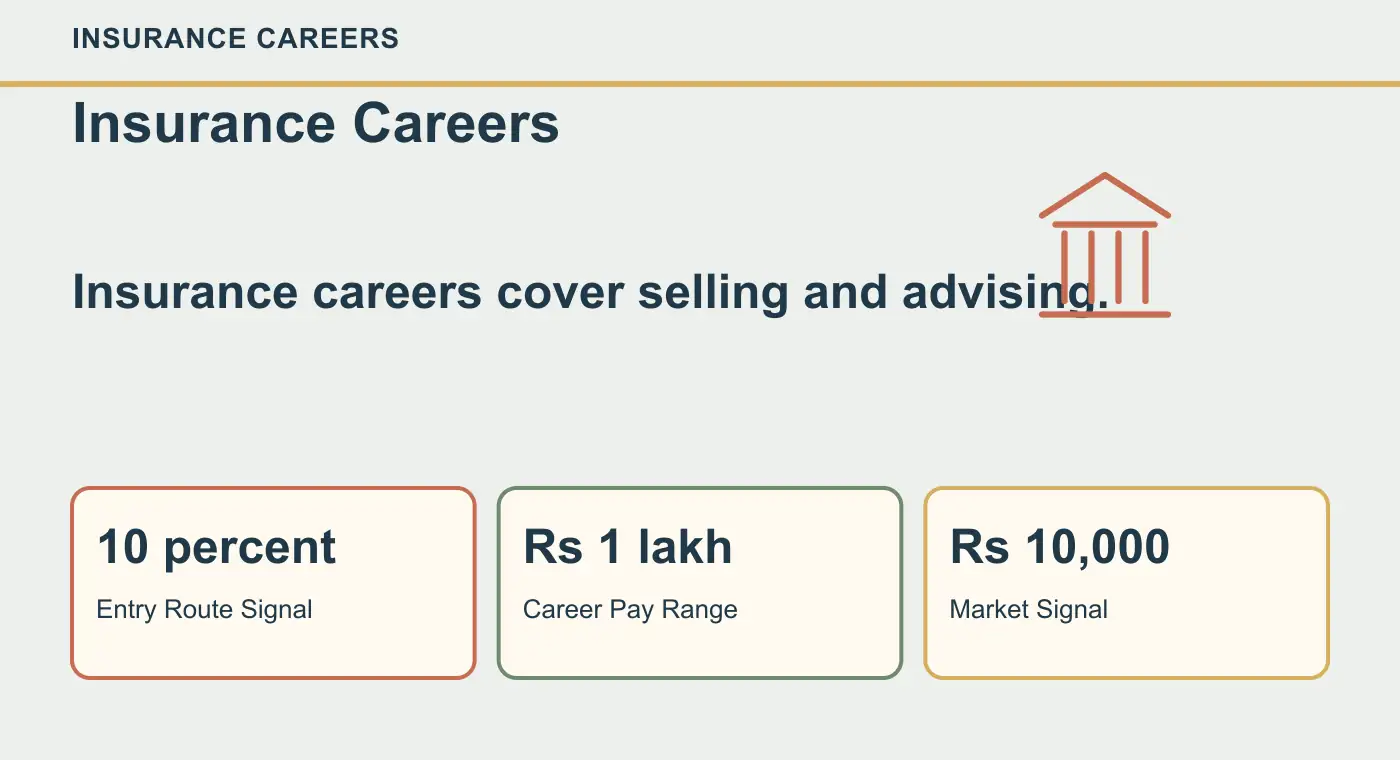 INSURANCE CAREERS
Insurance Careers
Insurance careers cover selling and advising.
10 percent
Entry Route Signal
Rs 1 lakh
Career Pay Range
Rs 10,000
Market Signal